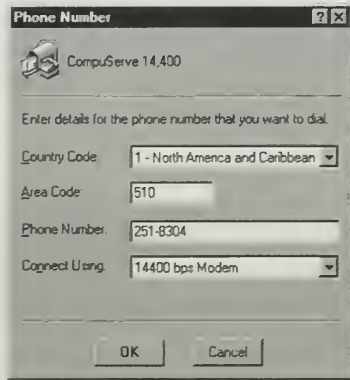 Phone Number
CompuServe 14,400
Enter details for the phone number that you want to dial.
Country Code: 1 - North America and Caribbean
Area Code: 510
Phone Number: 251-8304
Connect Using: 14400 bps Modem
OK Cancel